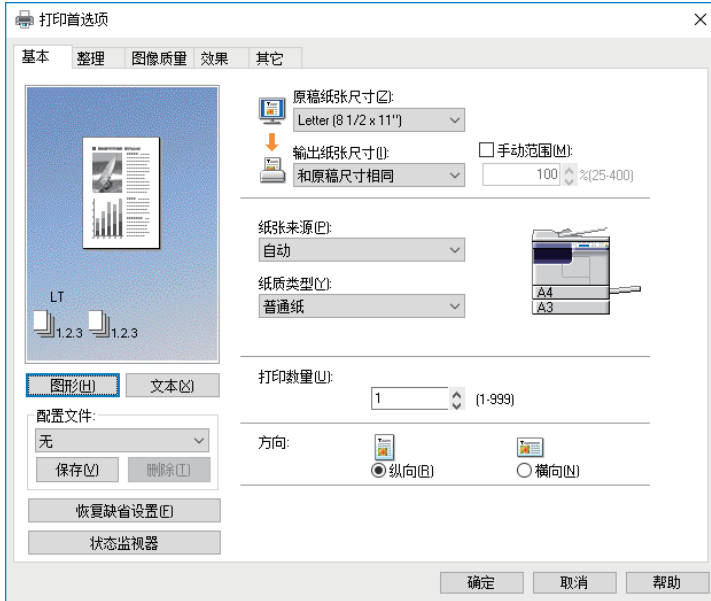 打印首选项
基本 整理 图像质量 效果 其它
原稿纸张尺寸(Z):
Letter (8 1/2 x 11")
输出纸张尺寸(I):
和原稿尺寸相同
手动范围(M):
100 %(25-400)
LT
1.2.3 1.2.3
图形(H) 文本(X)
配置文件:
无
保存(V) 删除(T)
恢复缺省设置(F)
状态监视器
纸张来源(P):
自动
纸质类型(Y):
普通纸
A4
A3
打印数量(U):
1 (1-999)
方向:
纵向(R) 横向(N)
确定 取消 帮助